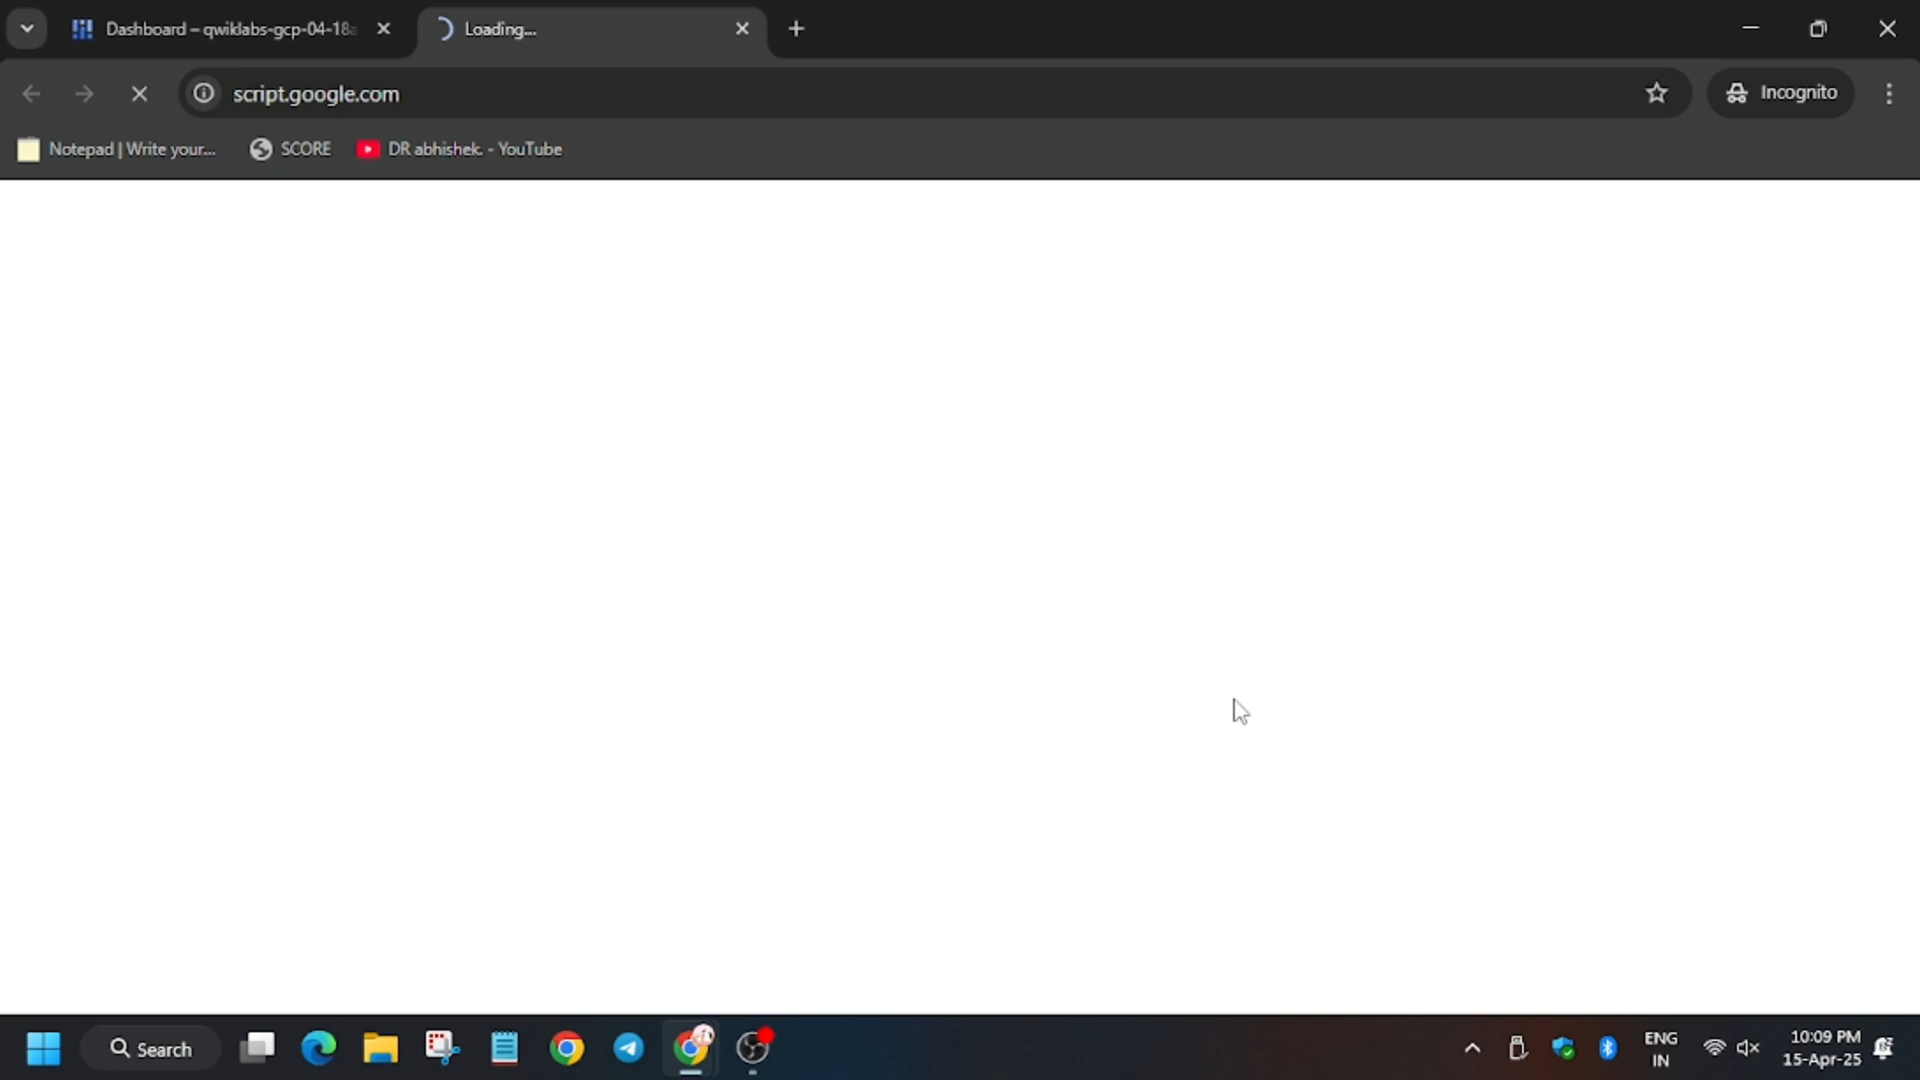 Dashboard – qwiklabs-gcp-04-18a
Loading...
script.google.com
Incognito
Notepad | Write your...
SCORE
DR abhishek. - YouTube
Search
ENG
IN
10:09 PM
15-Apr-25